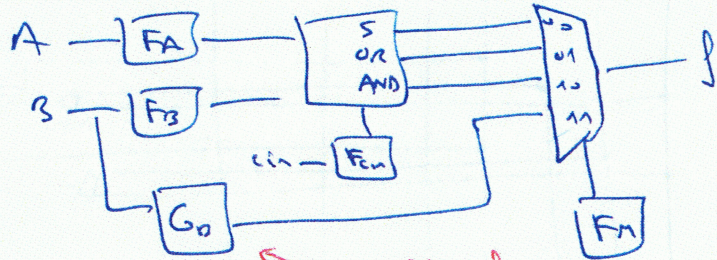 A FA S 00 f
OR 01
B FB AND 10
11
cin Fcin
GB
FM